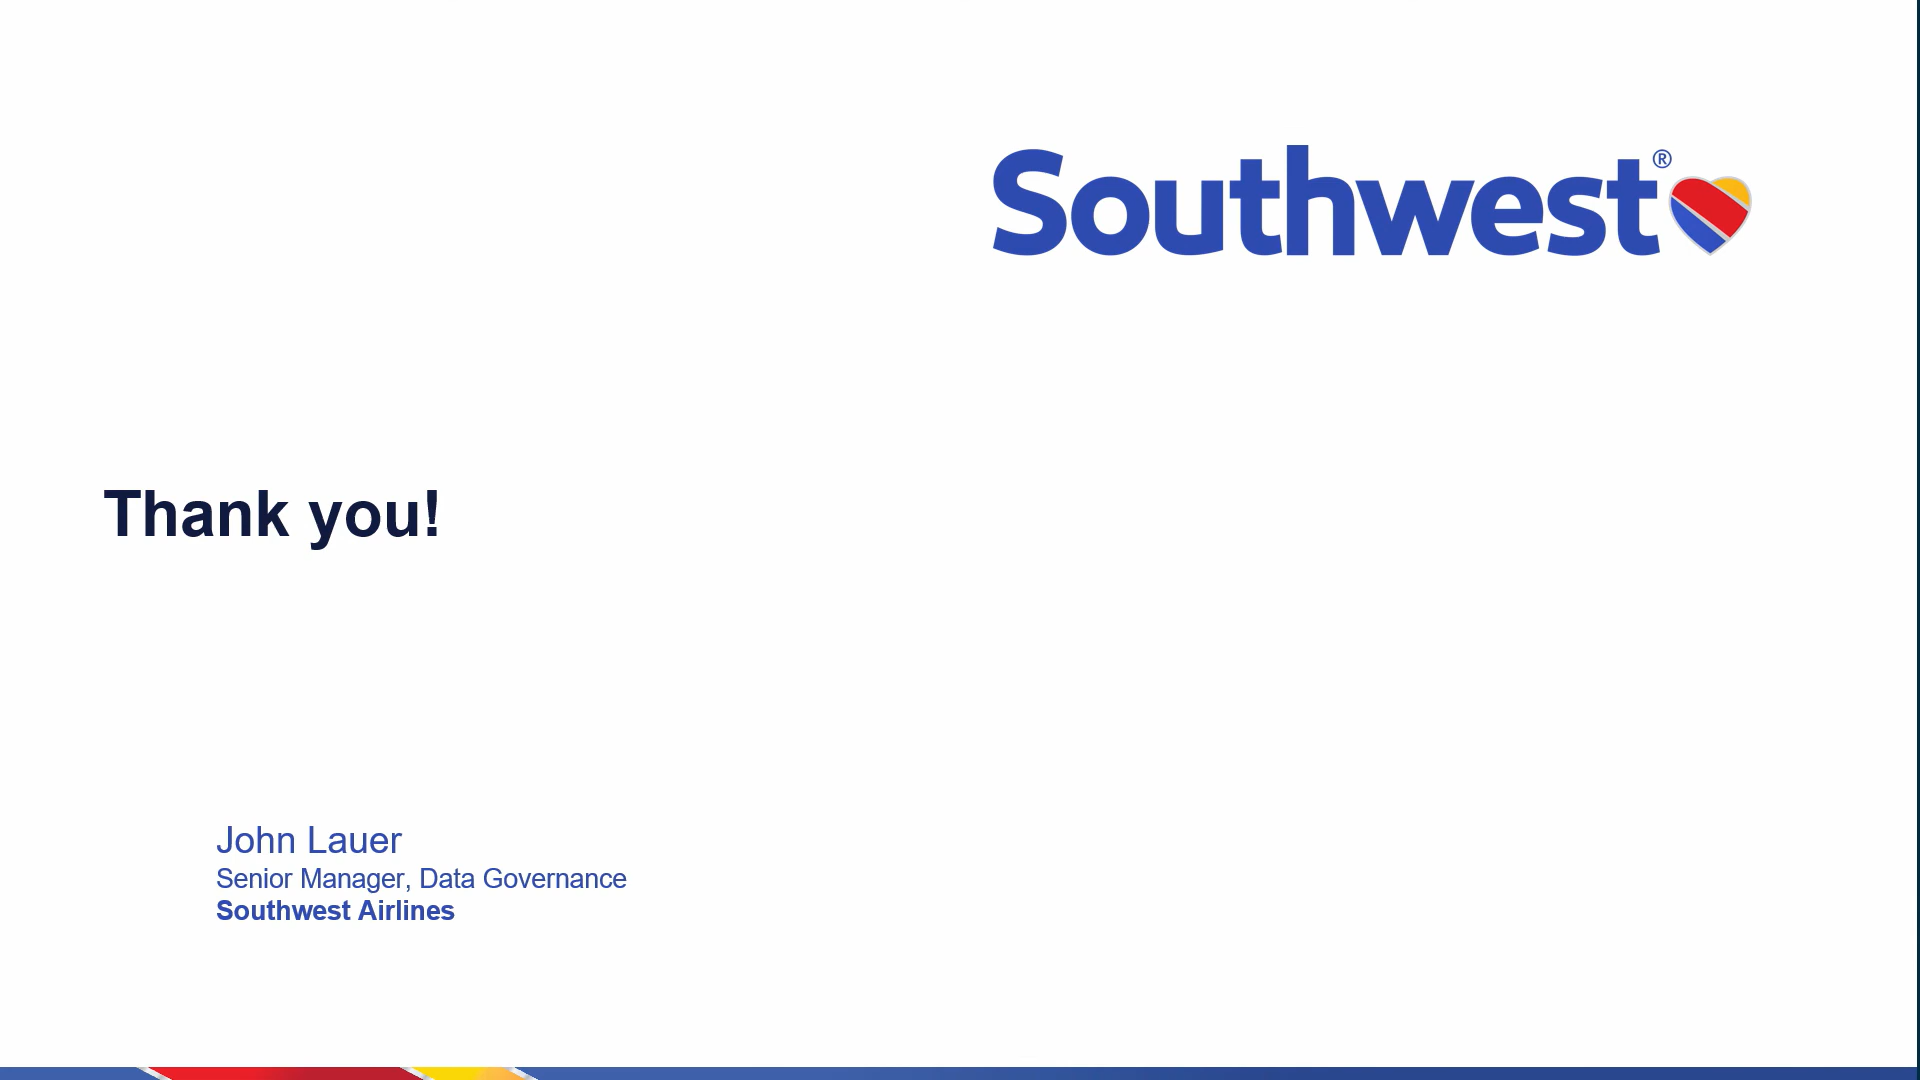 Southwest®
Thank you!
John Lauer
Senior Manager, Data Governance
Southwest Airlines